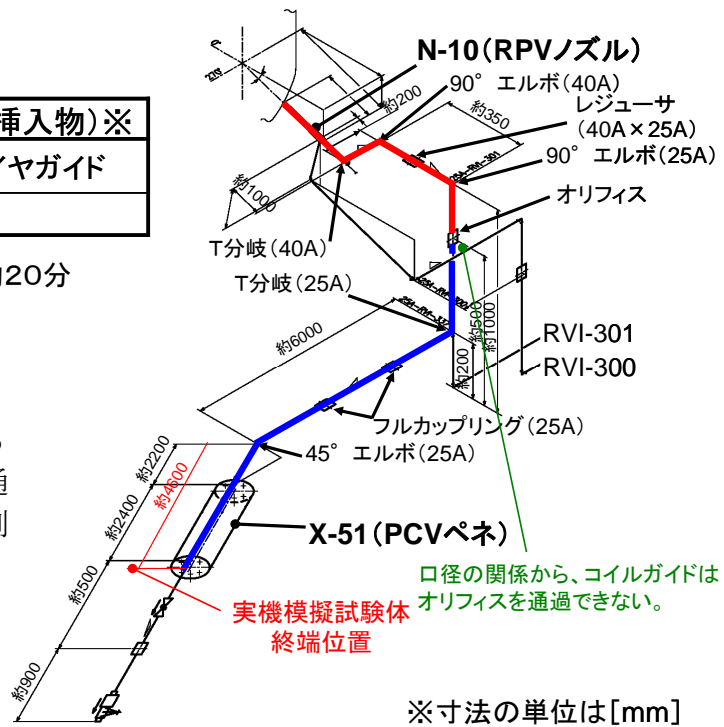 N-10(RPVノズル)
90° エルボ(40A)
約200
レジューサ
(40A×25A)
約350
挿入物)※
イヤガイド
90° エルボ(25A)
25A-RVI-301
オリフィス
270°
約1000
T分岐(40A)
20分
T分岐(25A)
約6000
約500
約1000
約200
RVI-301
RVI-300
フルカップリング(25A)
45° エルボ(25A)
約2200
約4600
約2400
通
X-51(PCVペネ)
約500
口径の関係から、コイルガイドは
オリフィスを通過できない。
実機模擬試験体
終端位置
約900
※寸法の単位は[mm]